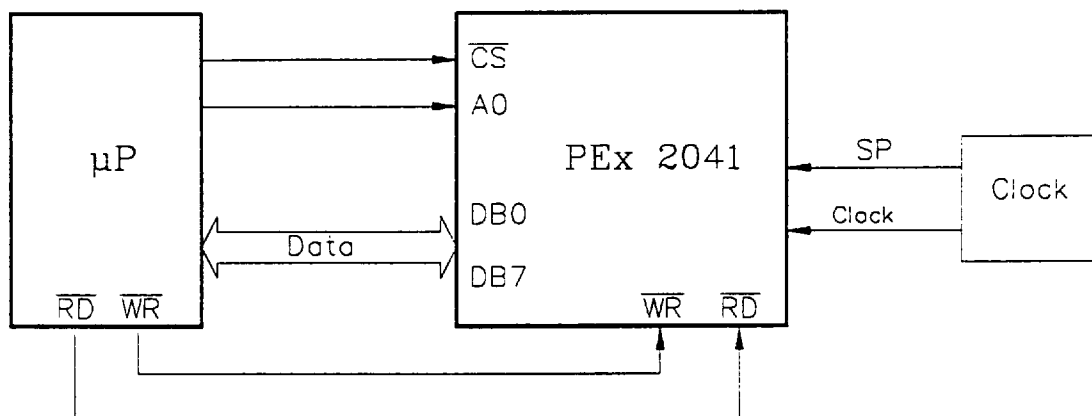 CS
A0
μP
PEx 2041
SP
Clock
Clock
DB0
Data
DB7
RD WR
WR RD